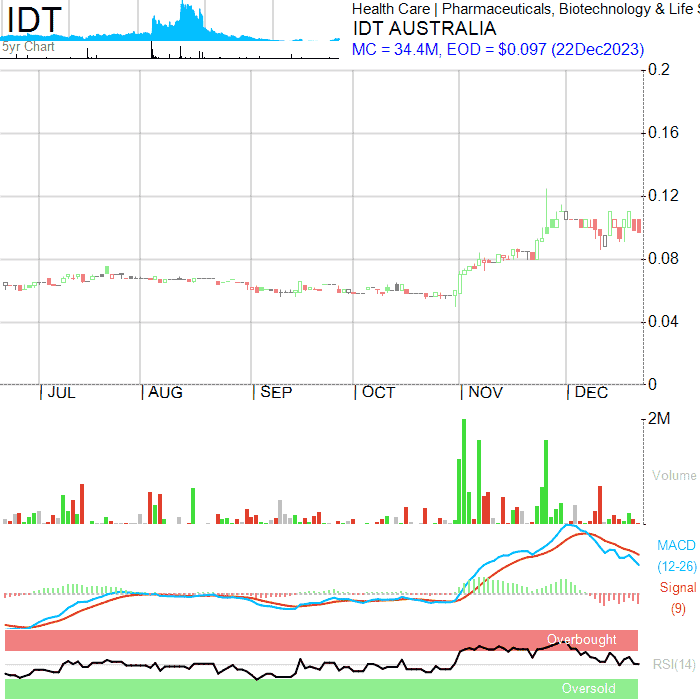 IDT
5yr Chart
Health Care | Pharmaceuticals, Biotechnology & Life S
IDT AUSTRALIA
MC = 34.4M, EOD = $0.097 (22Dec2023)
0.2
0.16
0.12
0.08
0.04
0
JUL AUG SEP OCT NOV DEC
2M
Volume
MACD
(12-26)
Signal
(9)
Overbought
RSI(14)
Oversold